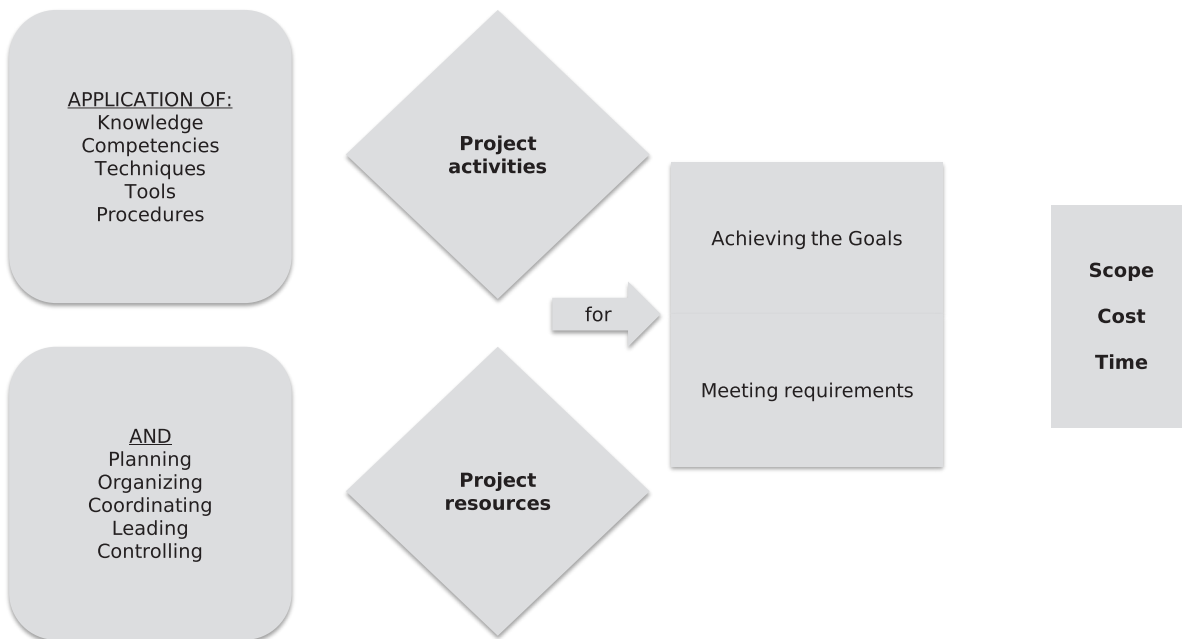 APPLICATION OF:
Knowledge
Competencies
Techniques
Tools
Procedures
Project
activities
Achieving the Goals
for
Scope
Cost
Time
Meeting requirements
AND
Planning
Organizing
Coordinating
Leading
Controlling
Project
resources